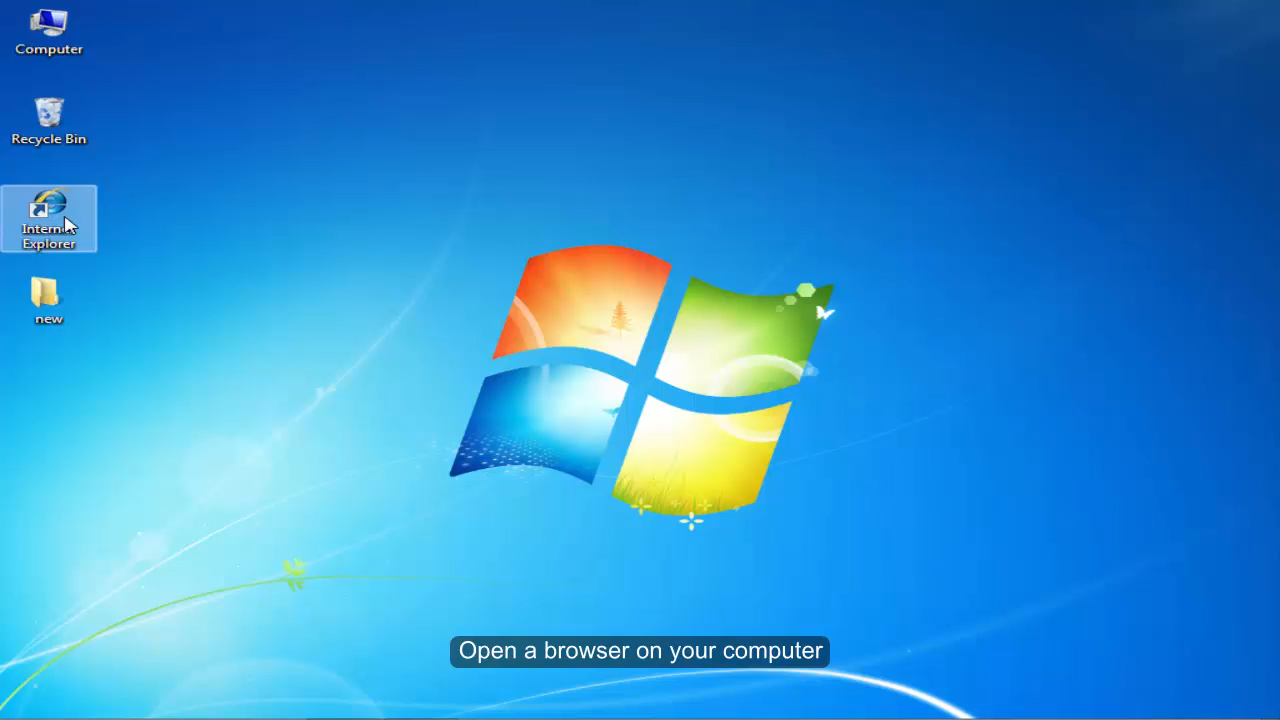 Computer
Recycle Bin
Internet
Explorer
new
Open a browser on your computer